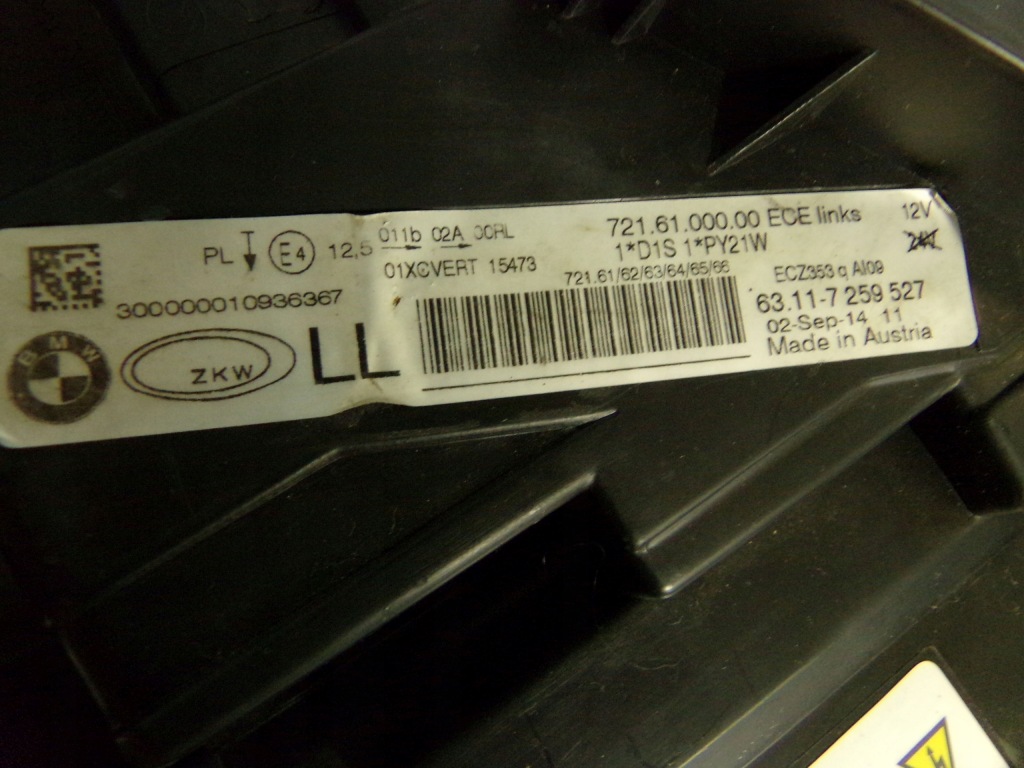 PL E4 12,5 011b 02A
01XCVERT 15473
300000010936367
BMW
ZKW
LL
721.61.000.00 ECE links
1*D1S 1*PY21W
721.61/62/63/64/65/66
12V
24V
ECZ353 q AI09
63.11-7 259 527
02-Sep-14 11
Made in Austria